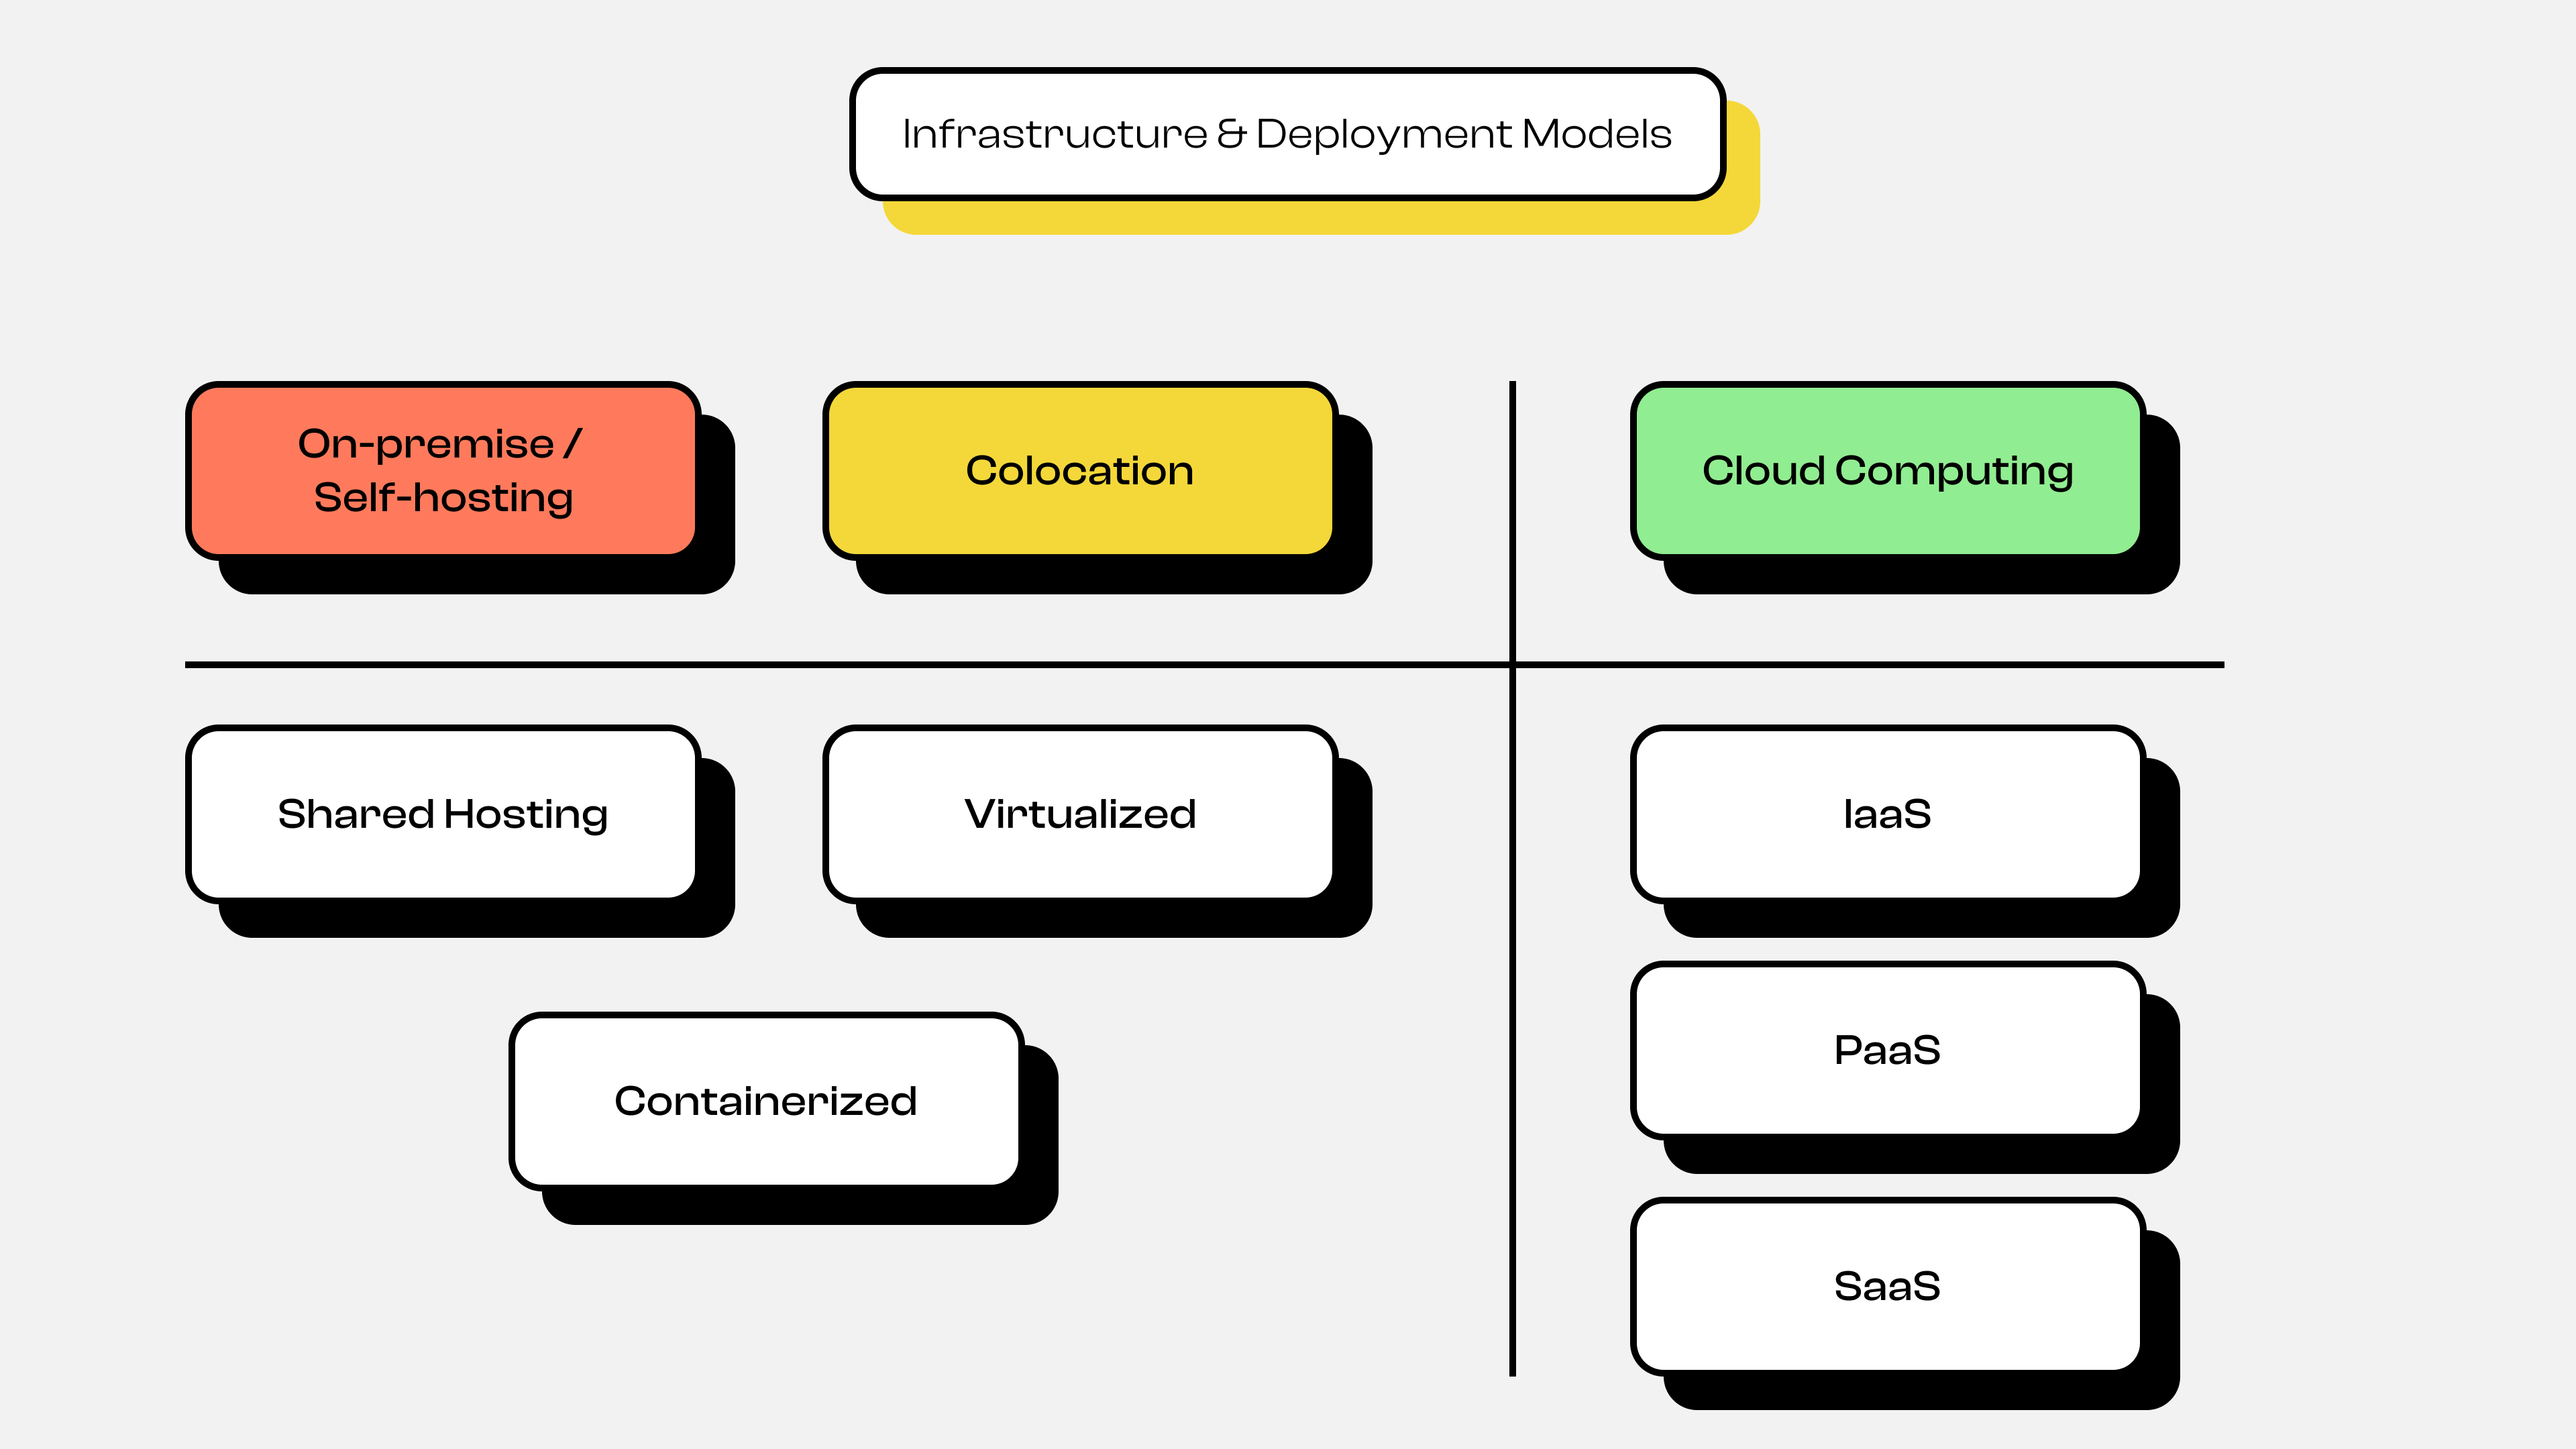 Infrastructure & Deployment Models
On-premise /
Self-hosting
Colocation
Cloud Computing
Shared Hosting
Virtualized
Containerized
IaaS
PaaS
SaaS